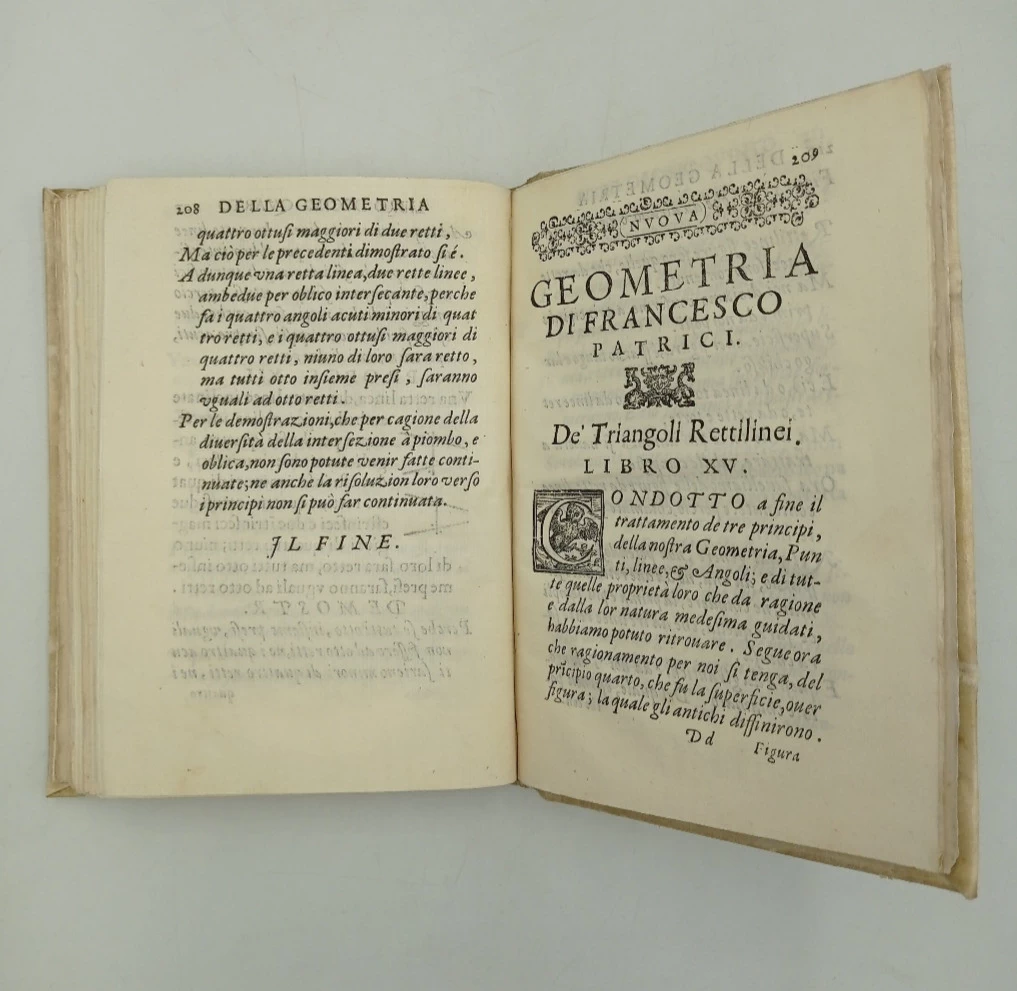 208 DELLA GEOMETRIA
quattro ottuſi maggiori di due retti,
Ma ciò per le precedenti dimoſtrato ſi é.
Adunque vna retta linea, due rette linee,
ambedue per oblico interſecante, perche
fa i quattro angoli acuti minori di quat
tro retti, e i quattro ottuſi maggiori di
quattro retti, niuno di loro ſara retto,
ma tutti otto inſieme preſi, ſaranno
vguali ad otto retti.
Per le demoſtrazioni, che per cagione della
diuerſità della interſezione à piombo, e
oblica, non ſono potute venir fatte conti-
nuate; ne anche la riſoluzion loro verſo
i principi non ſi può far continuata.
IL FINE.
209
NVOVA
GEOMETRIA
DI FRANCESCO
PATRICI.
De' Triangoli Rettilinei.
LIBRO XV.
CONDOTTO a fine il
trattamento de tre principi,
della noſtra Geometria, Pun
ti, linee, & Angoli; e di tut-
te quelle proprietà loro che da ragione
e dalla lor natura medeſima guidati,
habbiamo potuto ritrouare. Segue ora
che ragionamento per noi ſi tenga, del
prīcipio quarto, che fu la ſuperficie, ouer
figura; la quale gli antichi diffinirono.
Dd Figura